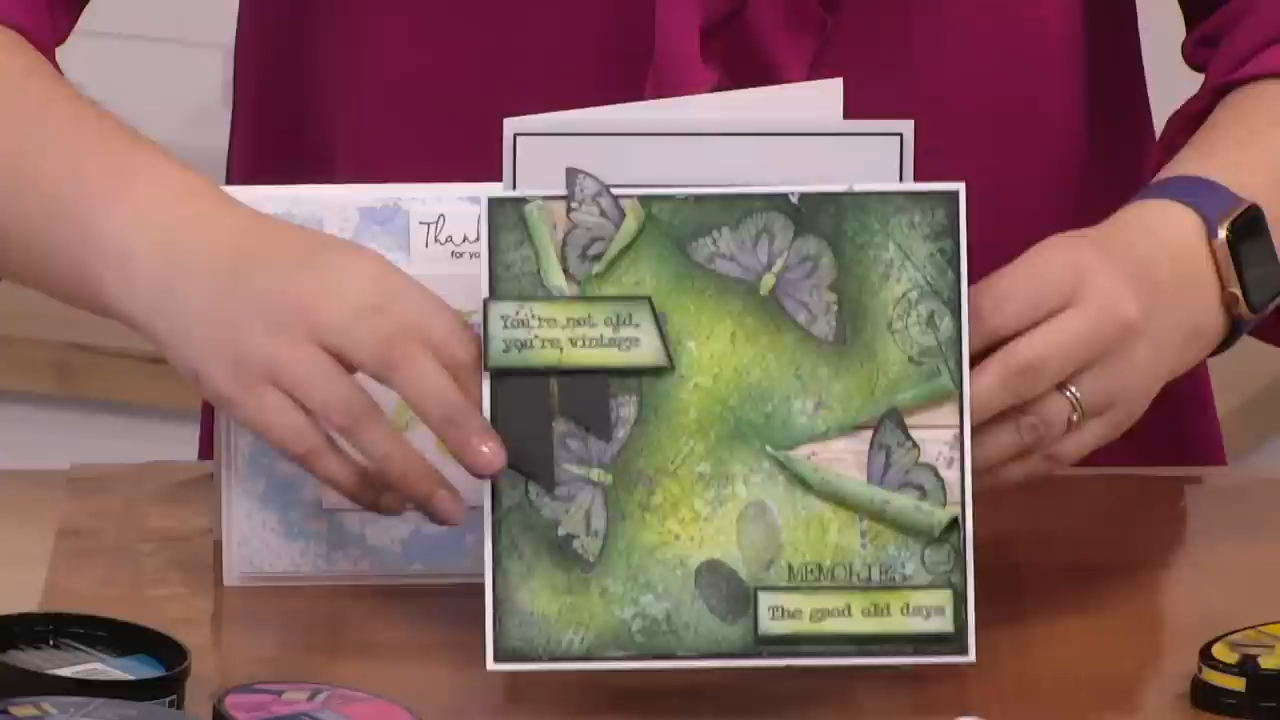 Thank
for yo
You're not old,
you're vintage
MEMORIES
The good old days